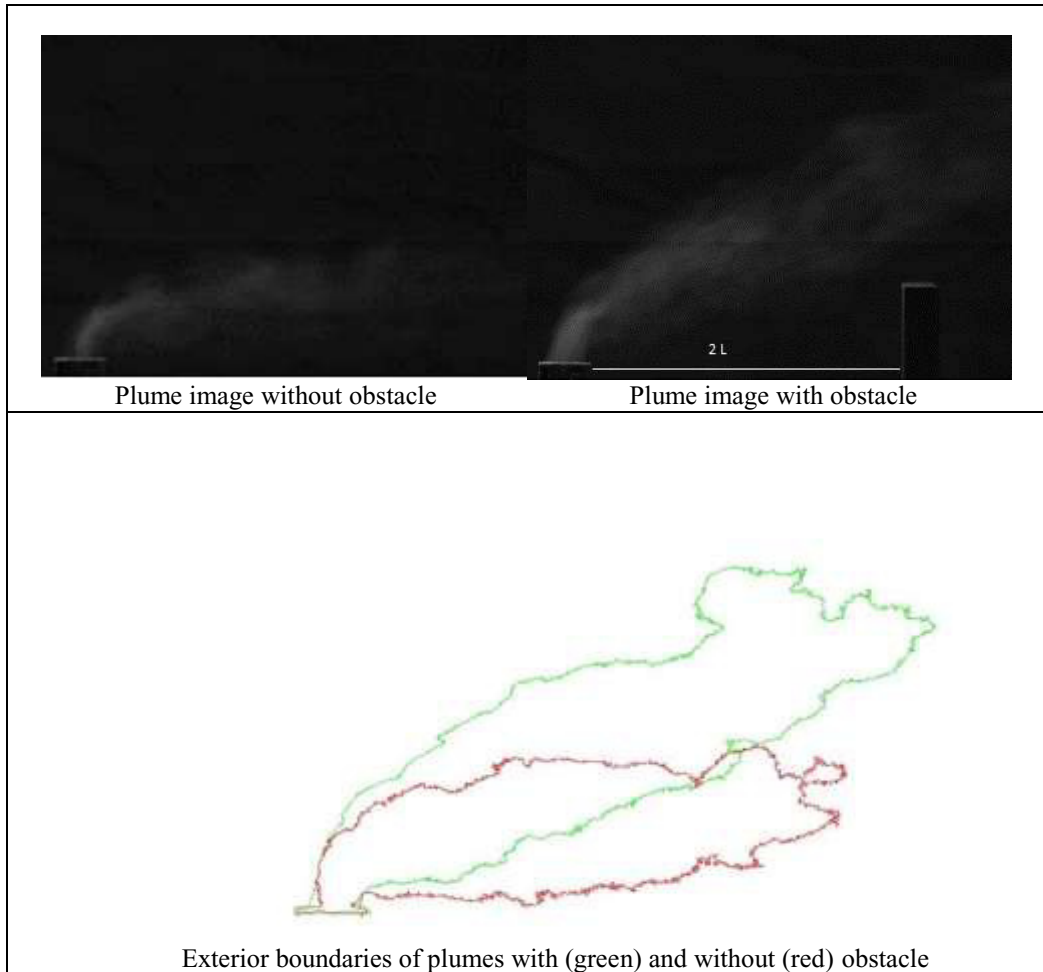 2 L
Plume image without obstacle Plume image with obstacle
Exterior boundaries of plumes with (green) and without (red) obstacle